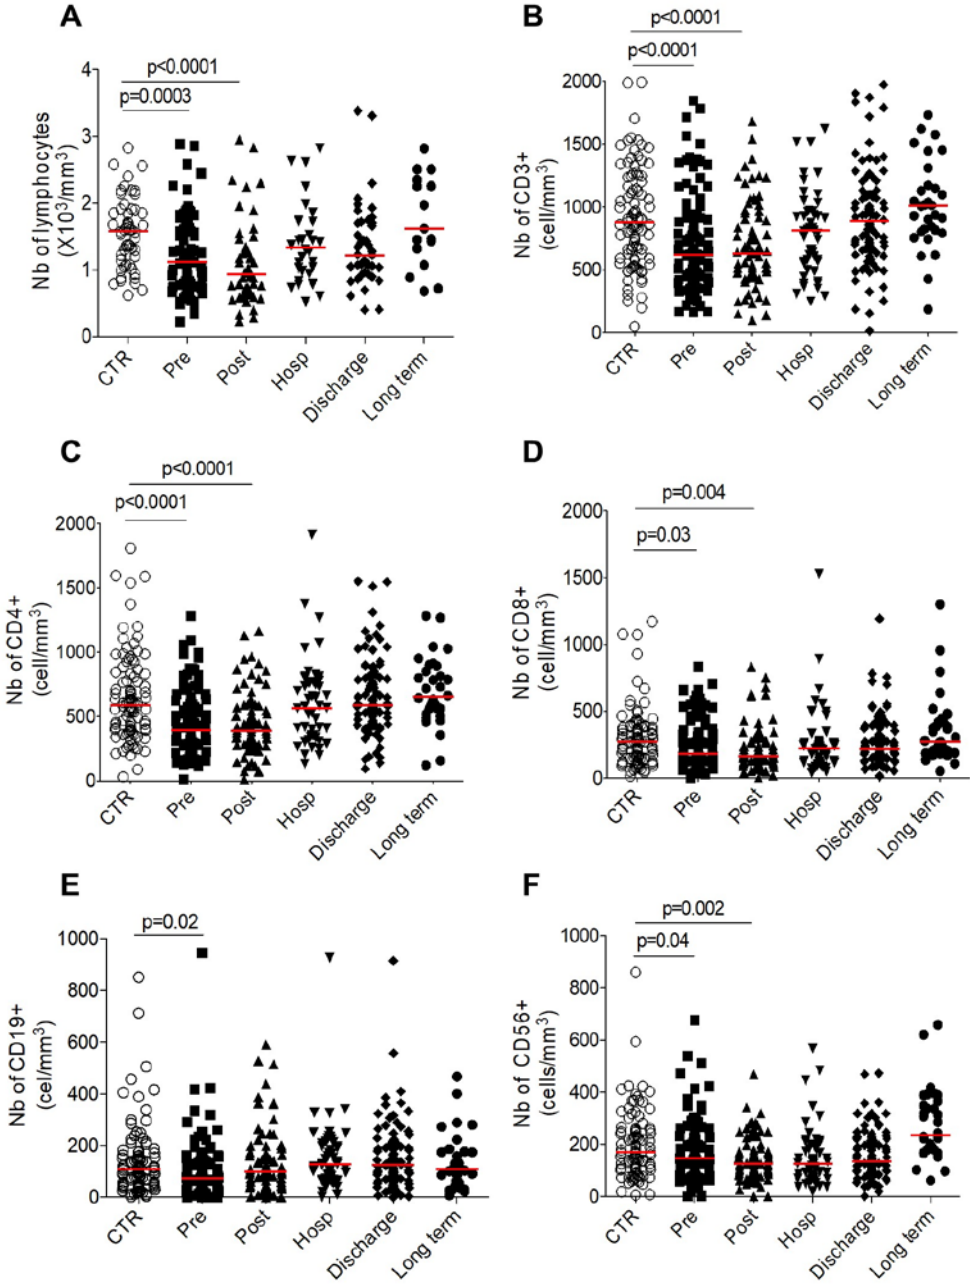 A
p<0.0001
p=0.0003
Nb of lymphocytes
(X10³/mm³)
4
3
2
1
0
CTR
Pre
Post
Hosp
Discharge
Long term
B
p<0.0001
p<0.0001
Nb of CD3+
(cell/mm³)
2000
1500
1000
500
0
CTR
Pre
Post
Hosp
Discharge
Long term
C
p<0.0001
p<0.0001
Nb of CD4+
(cell/mm³)
2000
1500
1000
500
0
CTR
Pre
Post
Hosp
Discharge
Long term
D
p=0.004
p=0.03
Nb of CD8+
(cell/mm³)
2000
1500
1000
500
0
CTR
Pre
Post
Hosp
Discharge
Long term
E
p=0.02
Nb of CD19+
(cel/mm³)
1000
800
600
400
200
0
CTR
Pre
Post
Hosp
Discharge
Long term
F
p=0.002
p=0.04
Nb of CD56+
(cells/mm³)
1000
800
600
400
200
0
CTR
Pre
Post
Hosp
Discharge
Long term